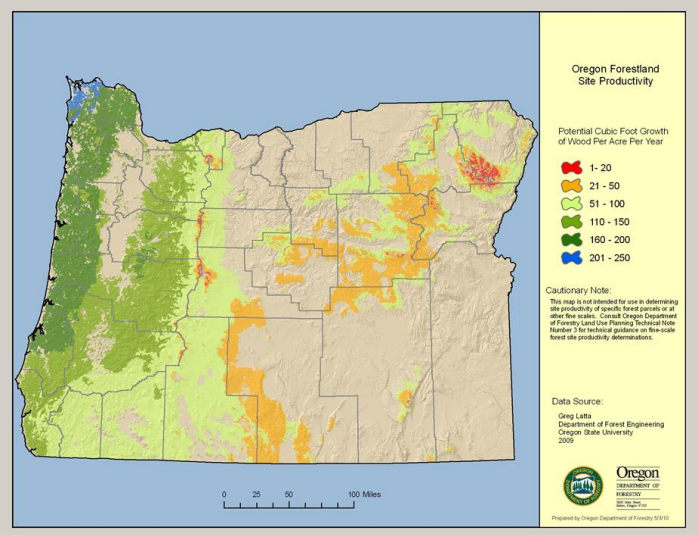 Oregon Forestland
Site Productivity
Potential Cubic Foot Growth
of Wood Per Acre Per Year
1- 20
21 - 50
51 - 100
110 - 150
160 - 200
201 - 250
Cautionary Note:
This map is not intended for use in determining
site productivity of specific forest parcels or at
other fine scales. Consult Oregon Department
of Forestry Land Use Planning Technical Note
Number 3 for technical guidance on fine-scale
forest site productivity determinations.
Data Source:
Greg Latta
Department of Forest Engineering
Oregon State University
2009
Oregon
DEPARTMENT OF
FORESTRY
Prepared by Oregon Department of Forestry 5/3/10
0 25 50 100 Miles